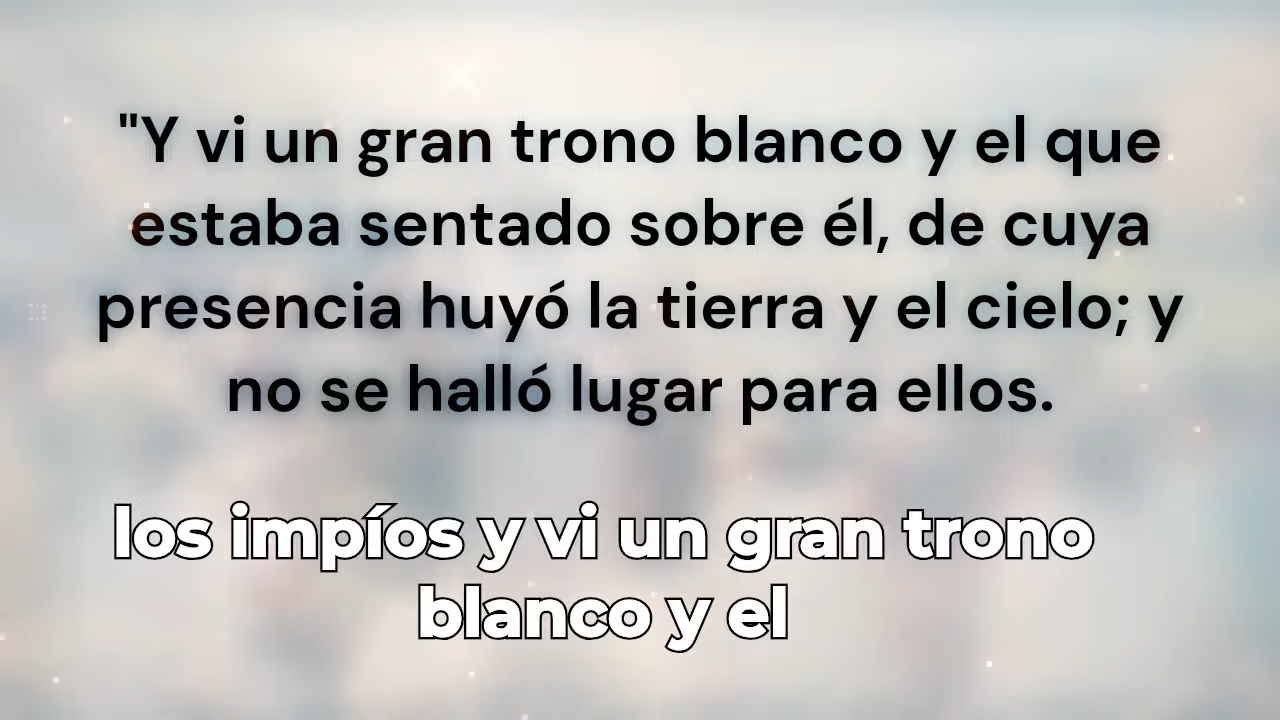 "Y vi un gran trono blanco y el que
estaba sentado sobre él, de cuya
presencia huyó la tierra y el cielo; y
no se halló lugar para ellos.
los impíos y vi un gran trono
blanco y el